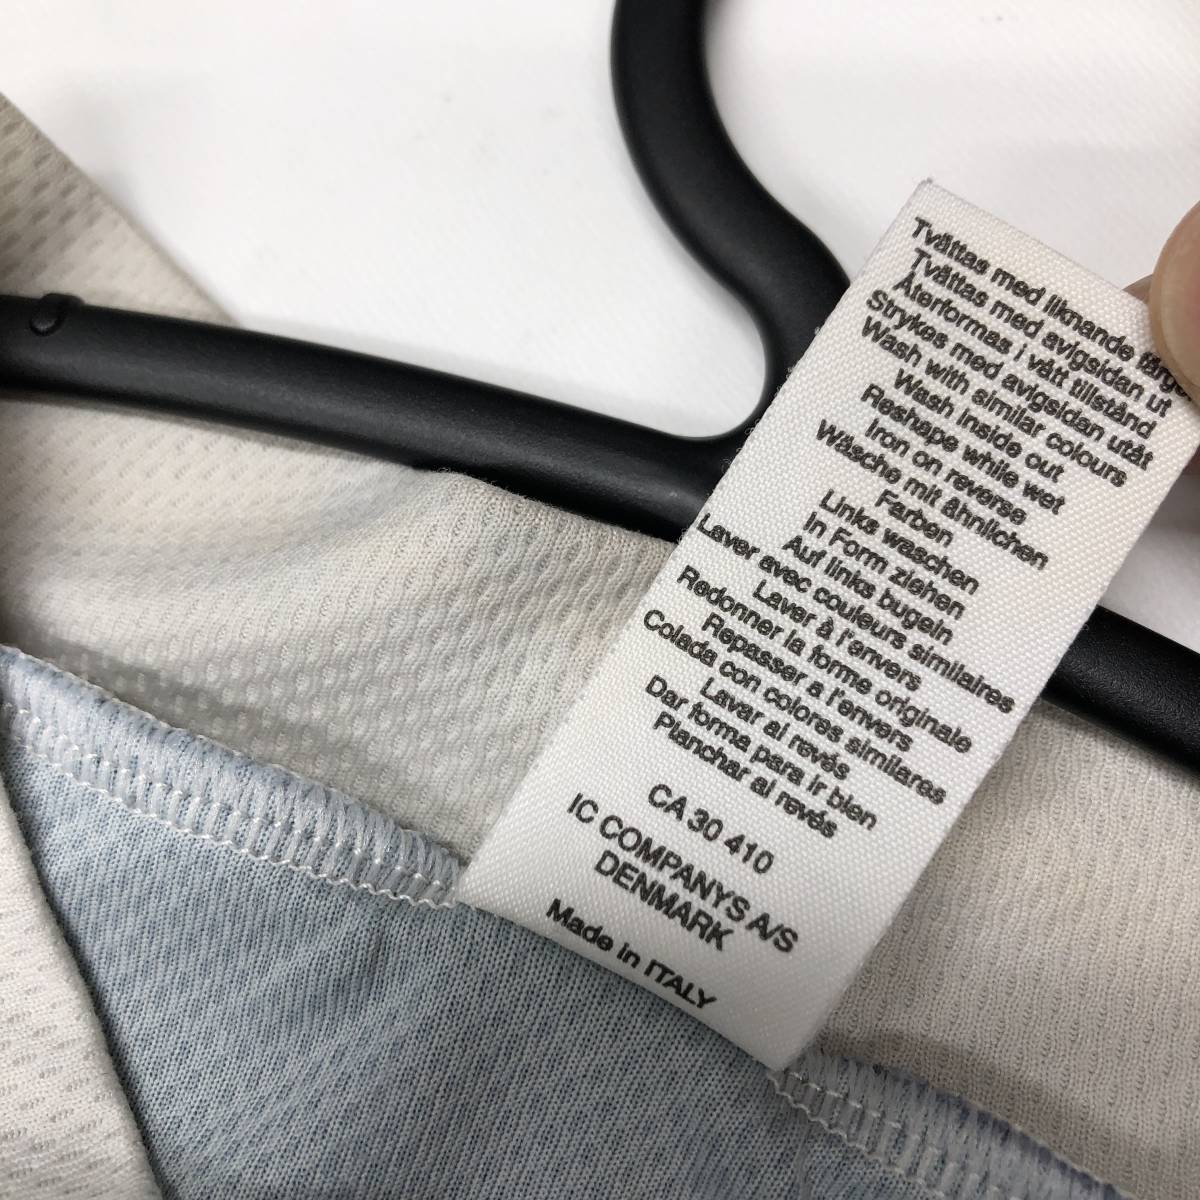 Tvättas med liknande färger
Tvättas med avigsidan ut
Återformas i vått tillstånd
Strykes med avigsidan utåt
Wash with similar colours
Wash inside out
Reshape while wet
Iron on reverse
Wäsche mit ähnlichen
Farben
Links waschen
In Form ziehen
Auf links bugeln
Laver avec couleurs similaires
Laver à l'envers
Redonner la forme originale
Repasser a l'envers
Colada con colores similares
Lavar al revés
Dar forma para ir bien
Planchar al revés
CA 30 410
IC COMPANYS A/S
DENMARK
Made in ITALY